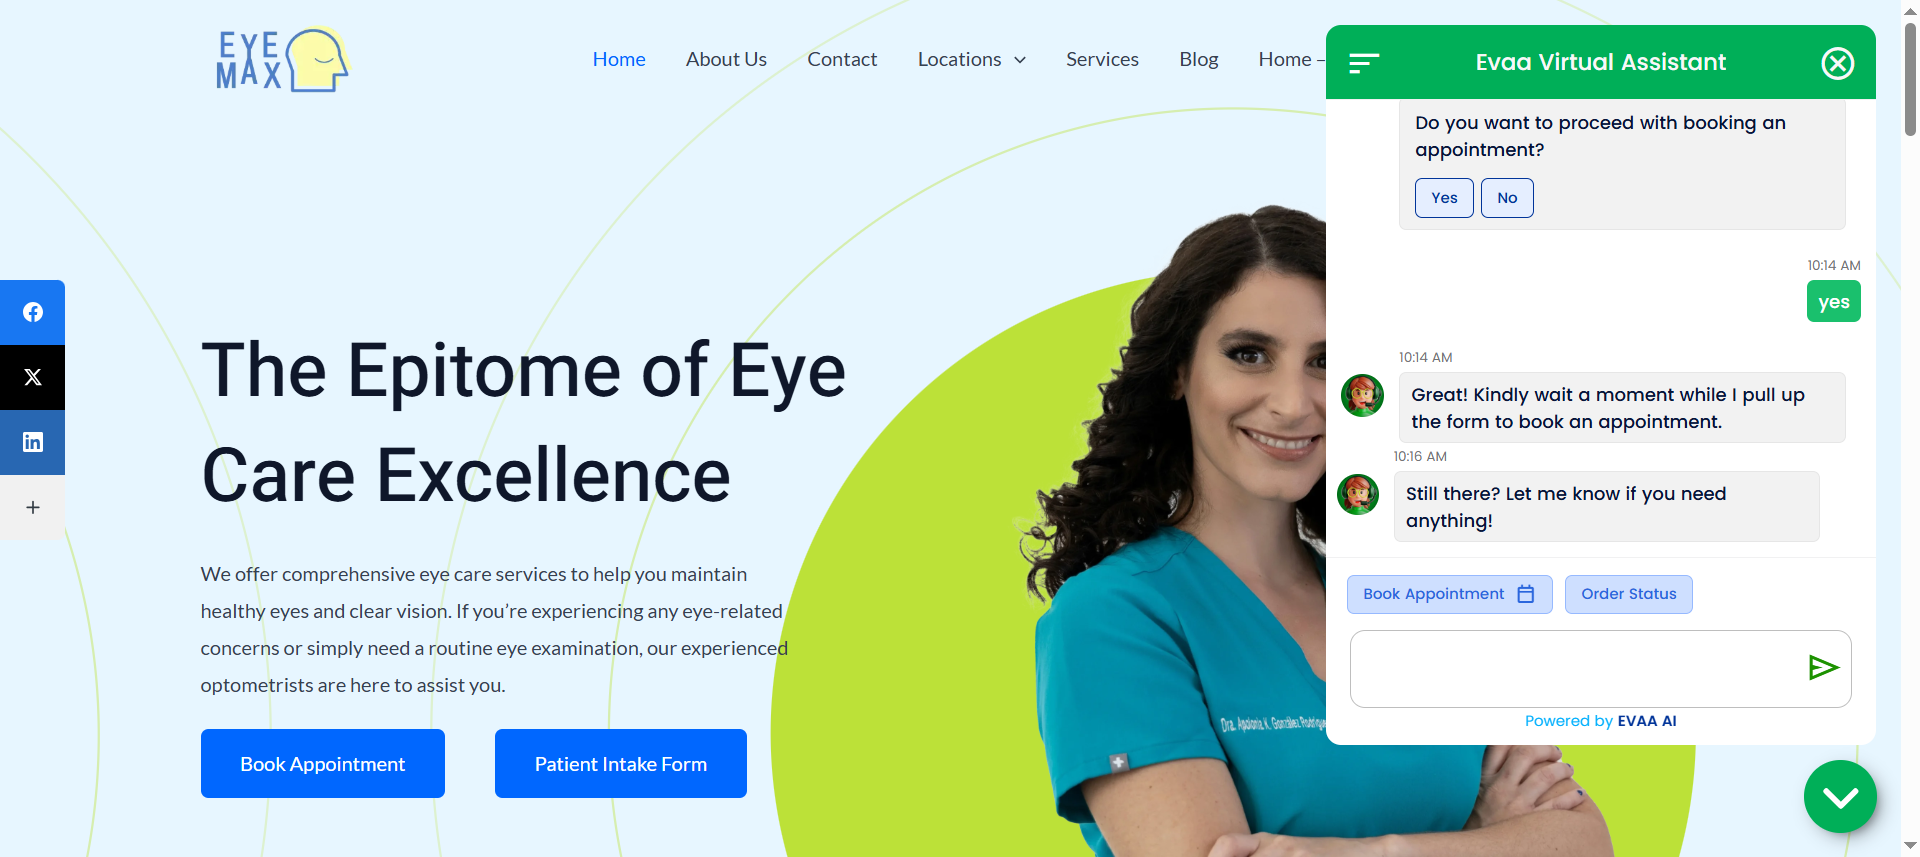 EYE
MAX
Home
About Us
Contact
Locations
Services
Blog
Home –
The Epitome of Eye
Care Excellence
We offer comprehensive eye care services to help you maintain
healthy eyes and clear vision. If you’re experiencing any eye-related
concerns or simply need a routine eye examination, our experienced
optometrists are here to assist you.
Book Appointment
Patient Intake Form
Dra. Apolonia K. González Rodrígue
Evaa Virtual Assistant
Do you want to proceed with booking an
appointment?
Yes
No
10:14 AM
yes
10:14 AM
Great! Kindly wait a moment while I pull up
the form to book an appointment.
10:16 AM
Still there? Let me know if you need
anything!
Book Appointment
Order Status
Powered by EVAA AI